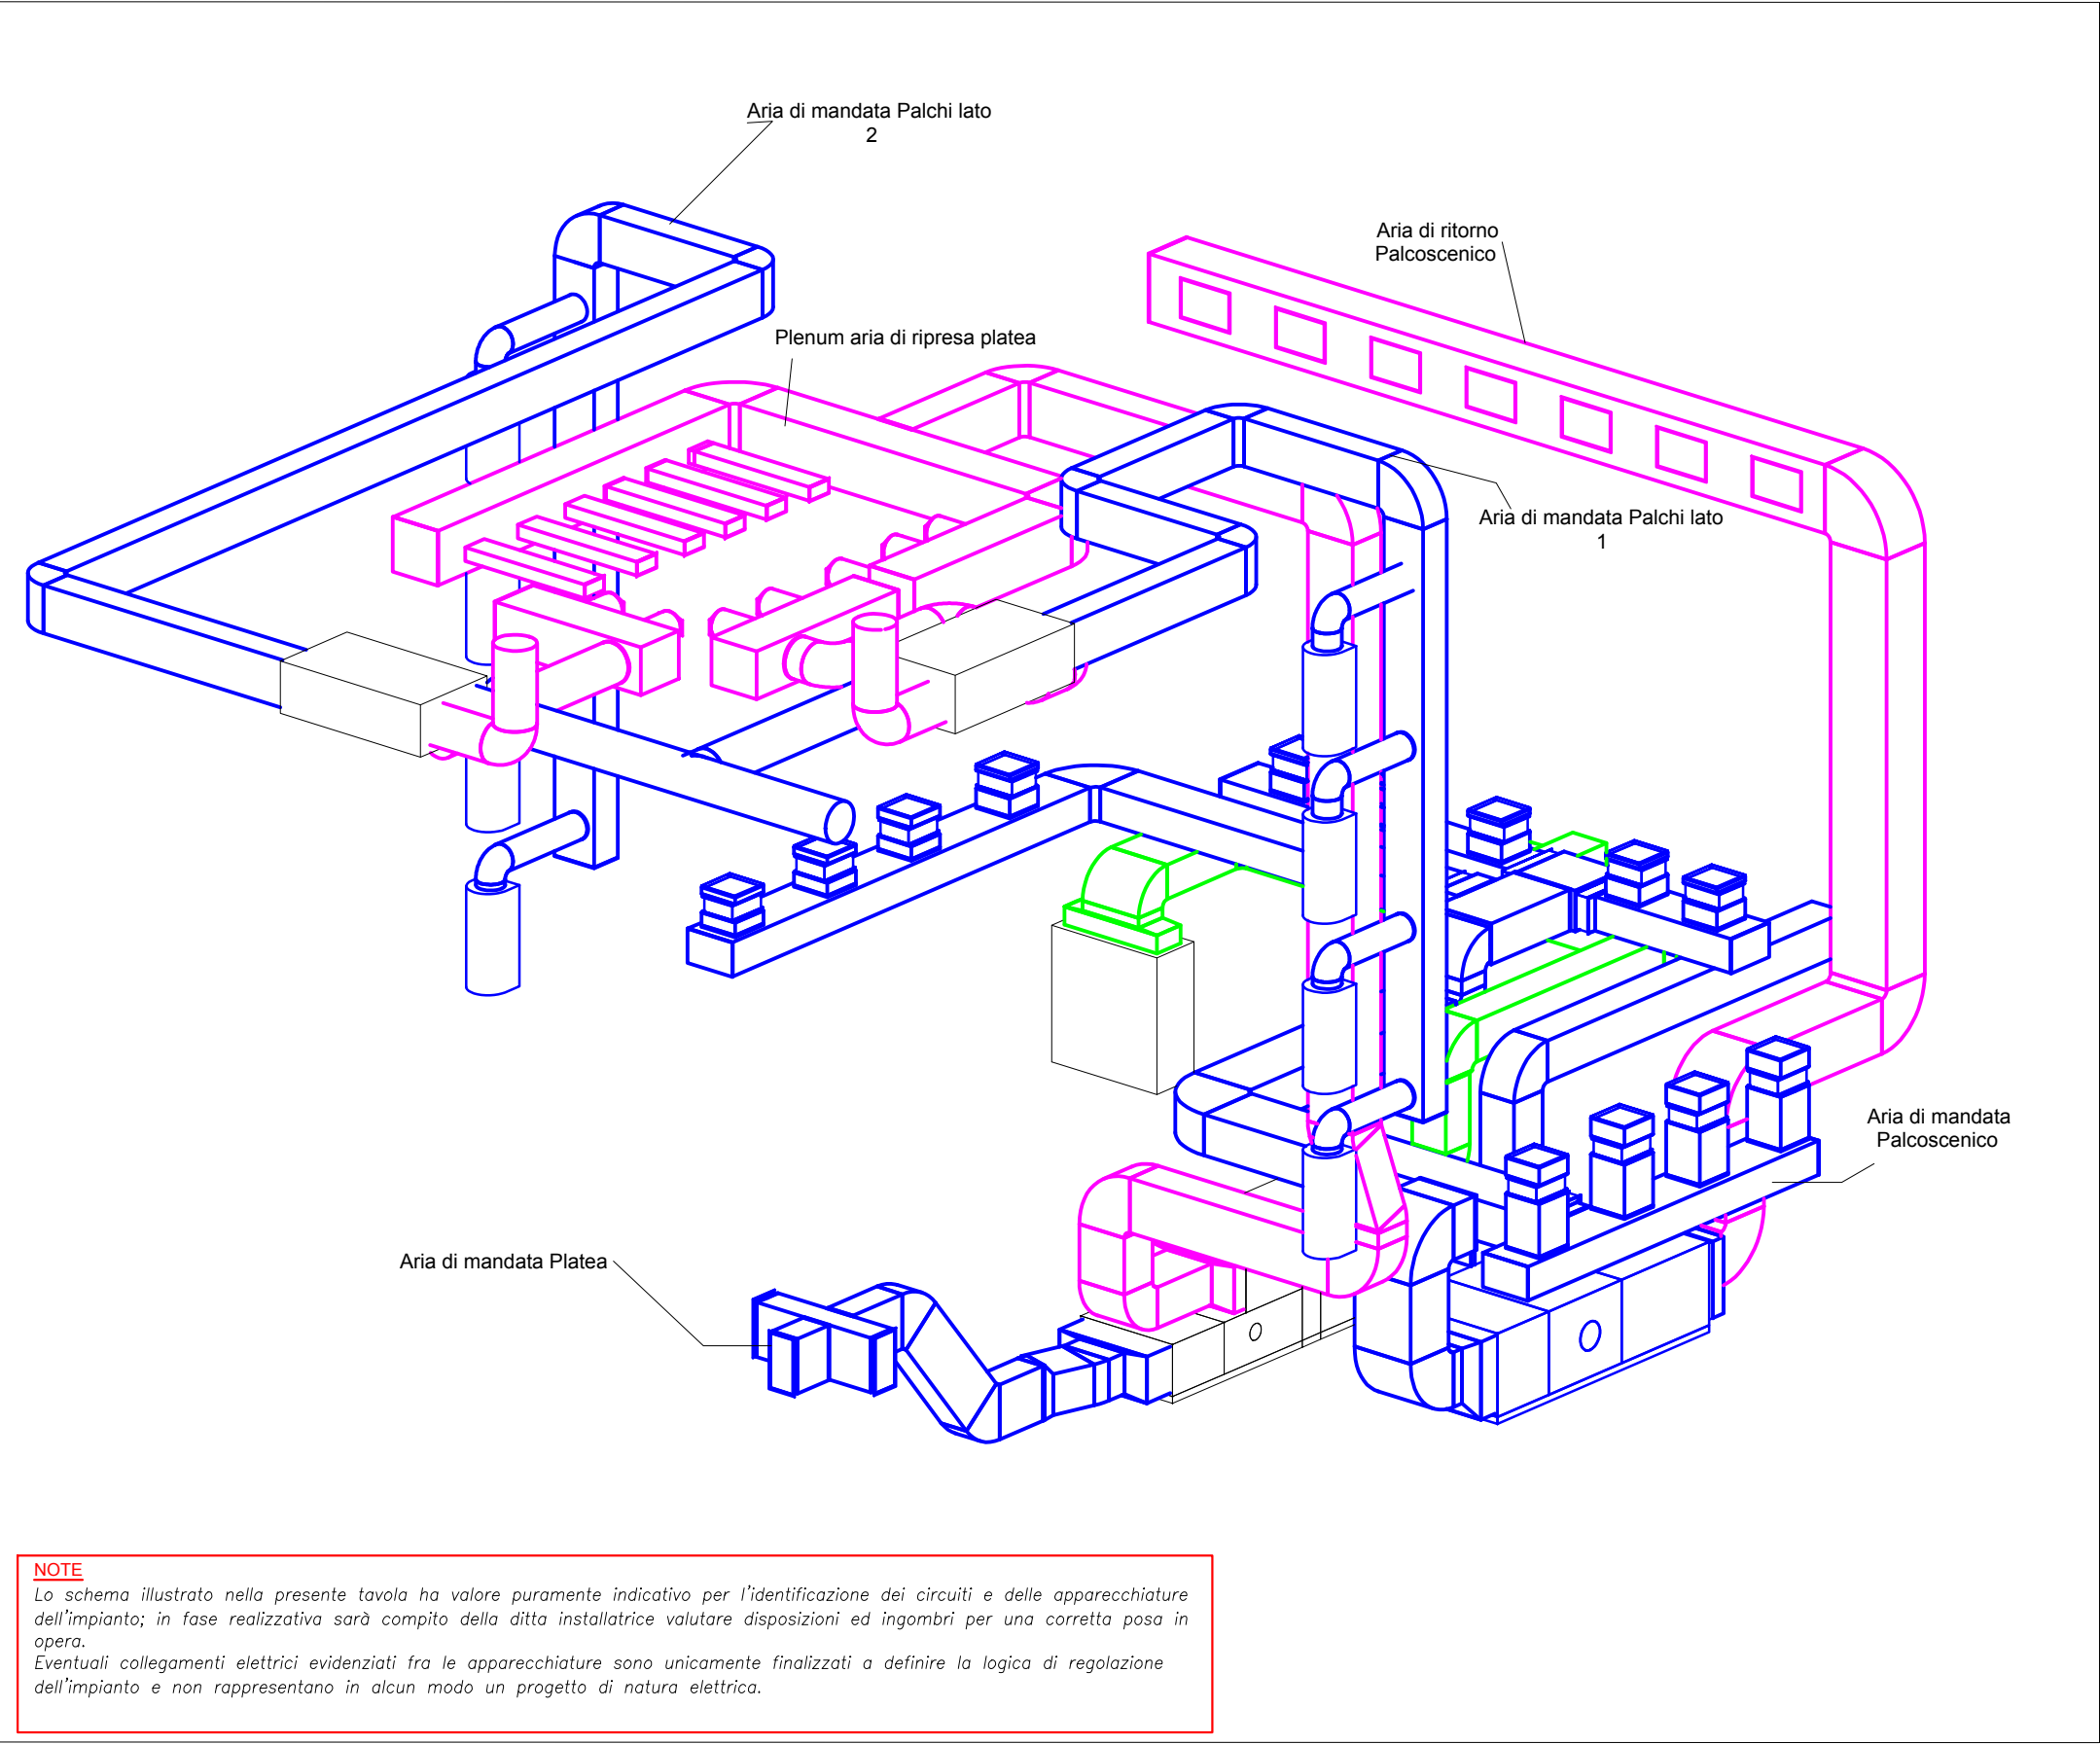 Aria di mandata Palchi lato
2
Aria di ritorno
Palcoscenico
Plenum aria di ripresa platea
Aria di mandata Palchi lato
1
Aria di mandata
Palcoscenico
Aria di mandata Platea
NOTE
Lo schema illustrato nella presente tavola ha valore puramente indicativo per l'identificazione dei circuiti e delle apparecchiature
dell'impianto; in fase realizzativa sarà compito della ditta installatrice valutare disposizioni ed ingombri per una corretta posa in
opera.
Eventuali collegamenti elettrici evidenziati fra le apparecchiature sono unicamente finalizzati a definire la logica di regolazione
dell'impianto e non rappresentano in alcun modo un progetto di natura elettrica.